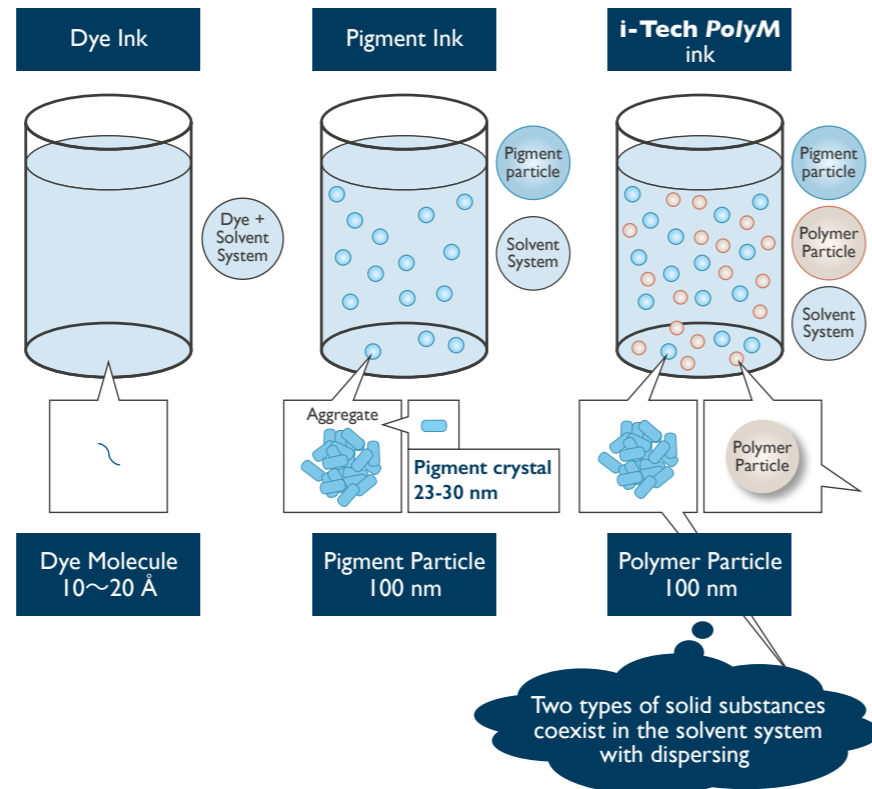 Dye Ink
Pigment Ink
i-Tech PolyM
ink
Dye +
Solvent
System
Pigment
particle
Solvent
System
Pigment
particle
Polymer
Particle
Solvent
System
Aggregate
Pigment crystal
23-30 nm
Polymer
Particle
Dye Molecule
10～20 Å
Pigment Particle
100 nm
Polymer Particle
100 nm
Two types of solid substances
coexist in the solvent system
with dispersing